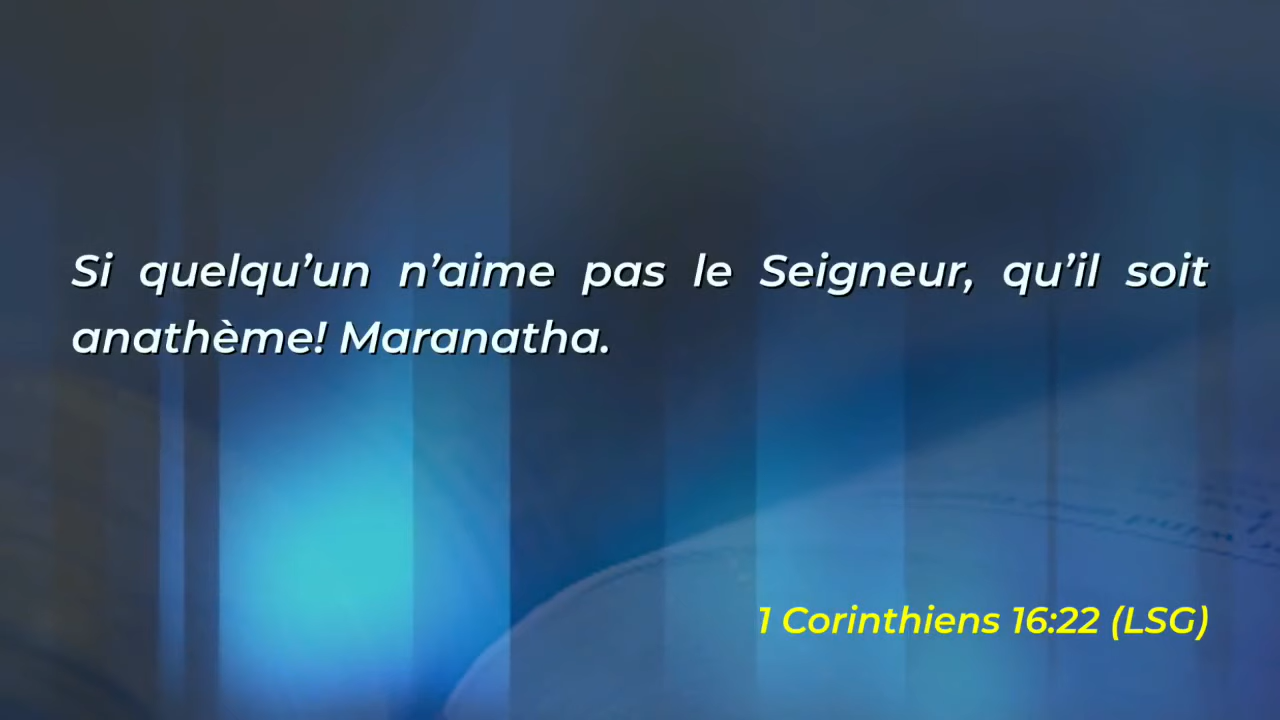 Si quelqu’un n’aime pas le Seigneur, qu’il soit
anathème! Maranatha.
1 Corinthiens 16:22 (LSG)